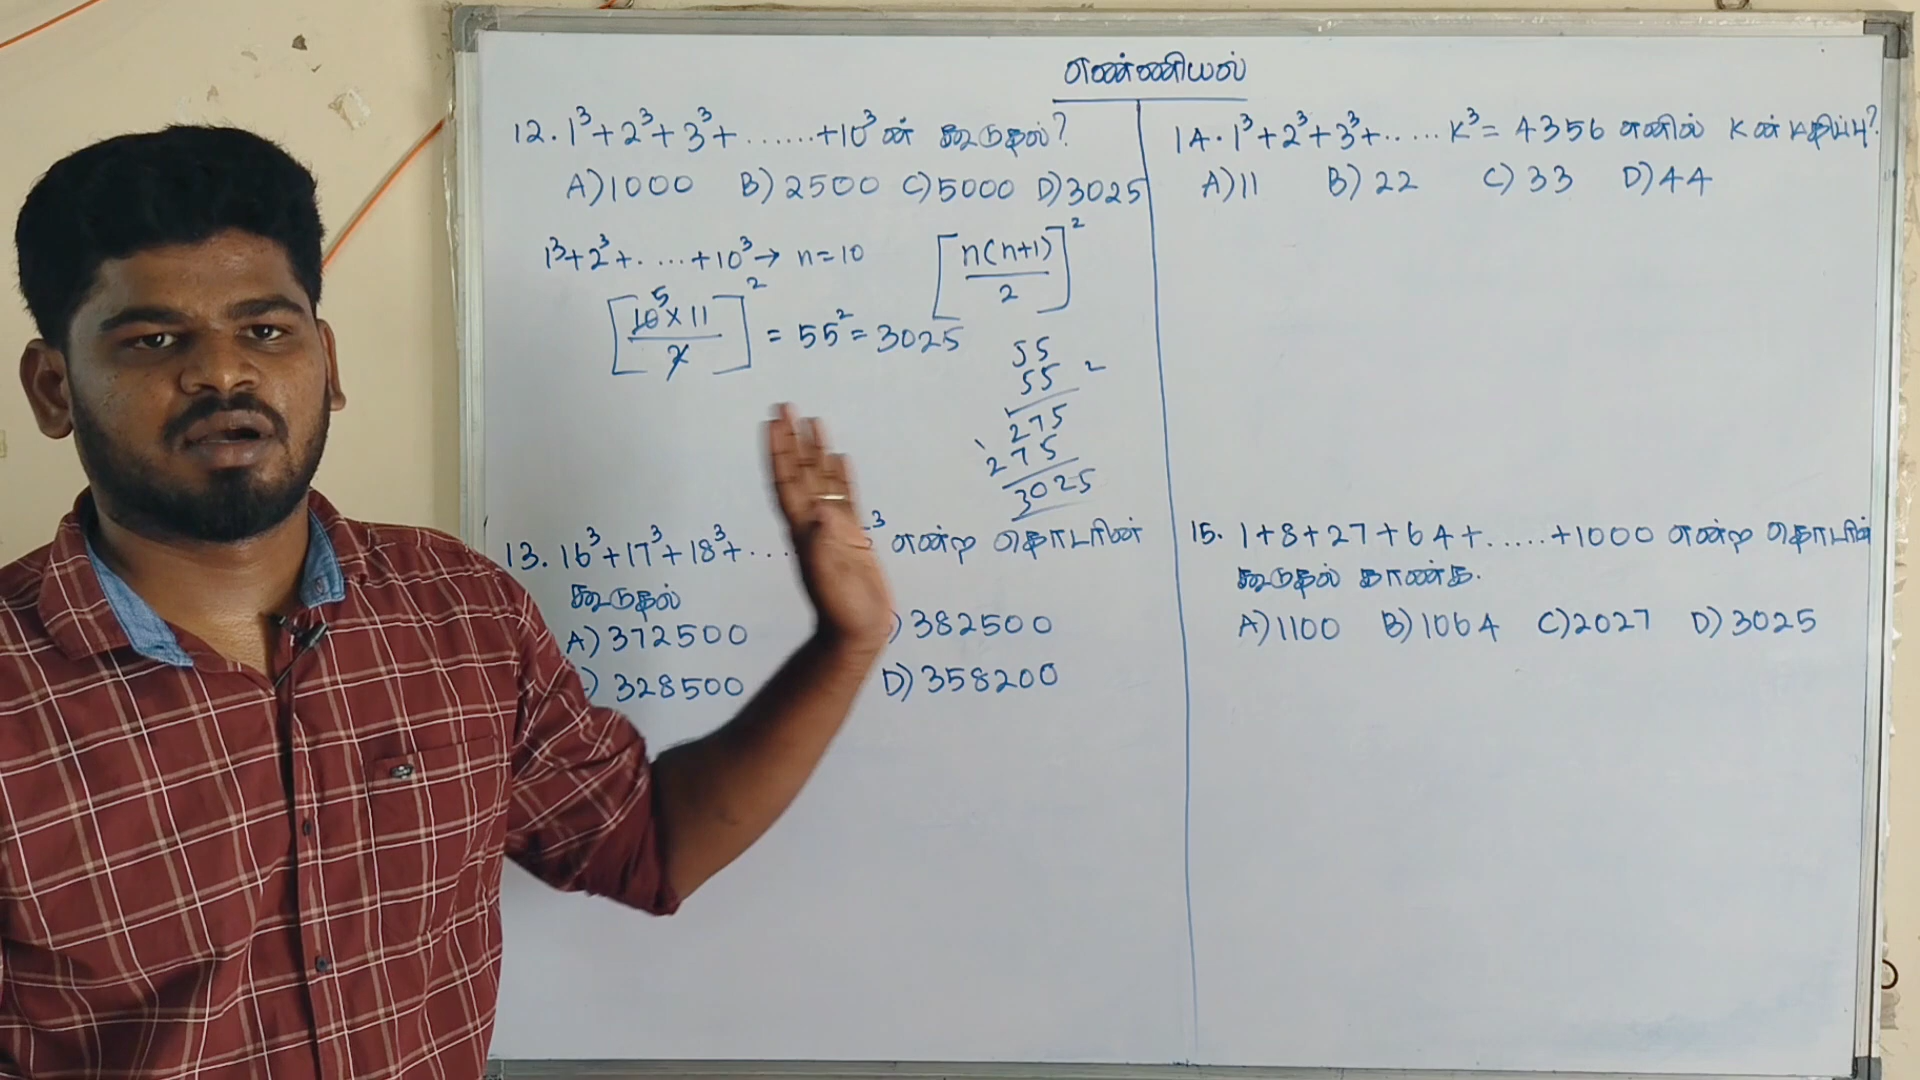 எண்ணியல்
12. 1³+2³+3³+.......+10³ ன் கூடுதல்?
A)1000 B)2500 C)5000 D)3025
1³+2³+.....+10³→ n=10 [n(n+1)/2]²
[10⁵×11/2]² = 55² = 3025
55
55 2
275
275
3025
13. 16³+17³+18³+.... ³ என்ற தொடரின்
கூடுதல்
A)372500 )382500
) 328500 D)358200
14. 1³+2³+3³+..... K³ = 4356 எனில் K ன் மதிப்பு?
A)11 B)22 C)33 D)44
15. 1+8+27+64+.....+1000 என்ற தொடரின்
கூடுதல் காண்க.
A)1100 B)1064 C)2027 D)3025